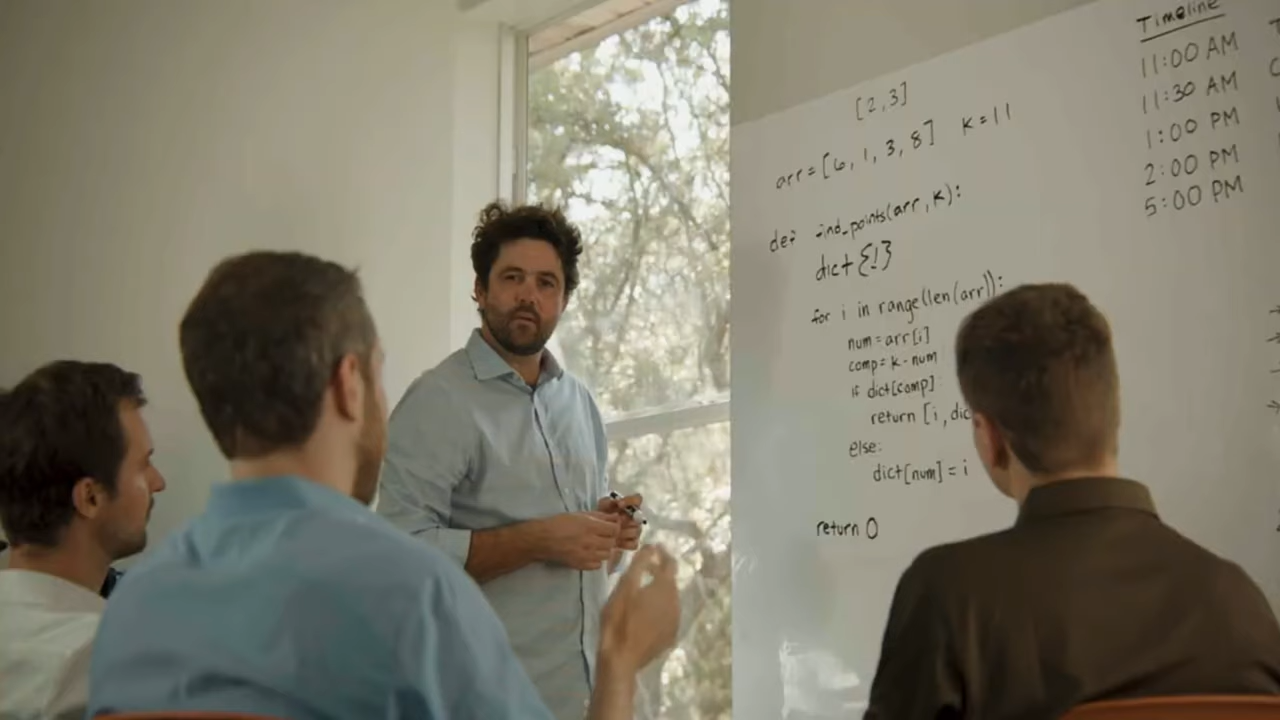 [2,3]
arr = [6, 1, 3, 8] k = 11
def find_points(arr, k):
dict {!}
for i in range(len(arr)):
num = arr[i]
comp = k - num
if dict[comp]:
return [i, dic
else:
dict[num] = i
return 0
Timeline
11:00 AM
11:30 AM
1:00 PM
2:00 PM
5:00 PM